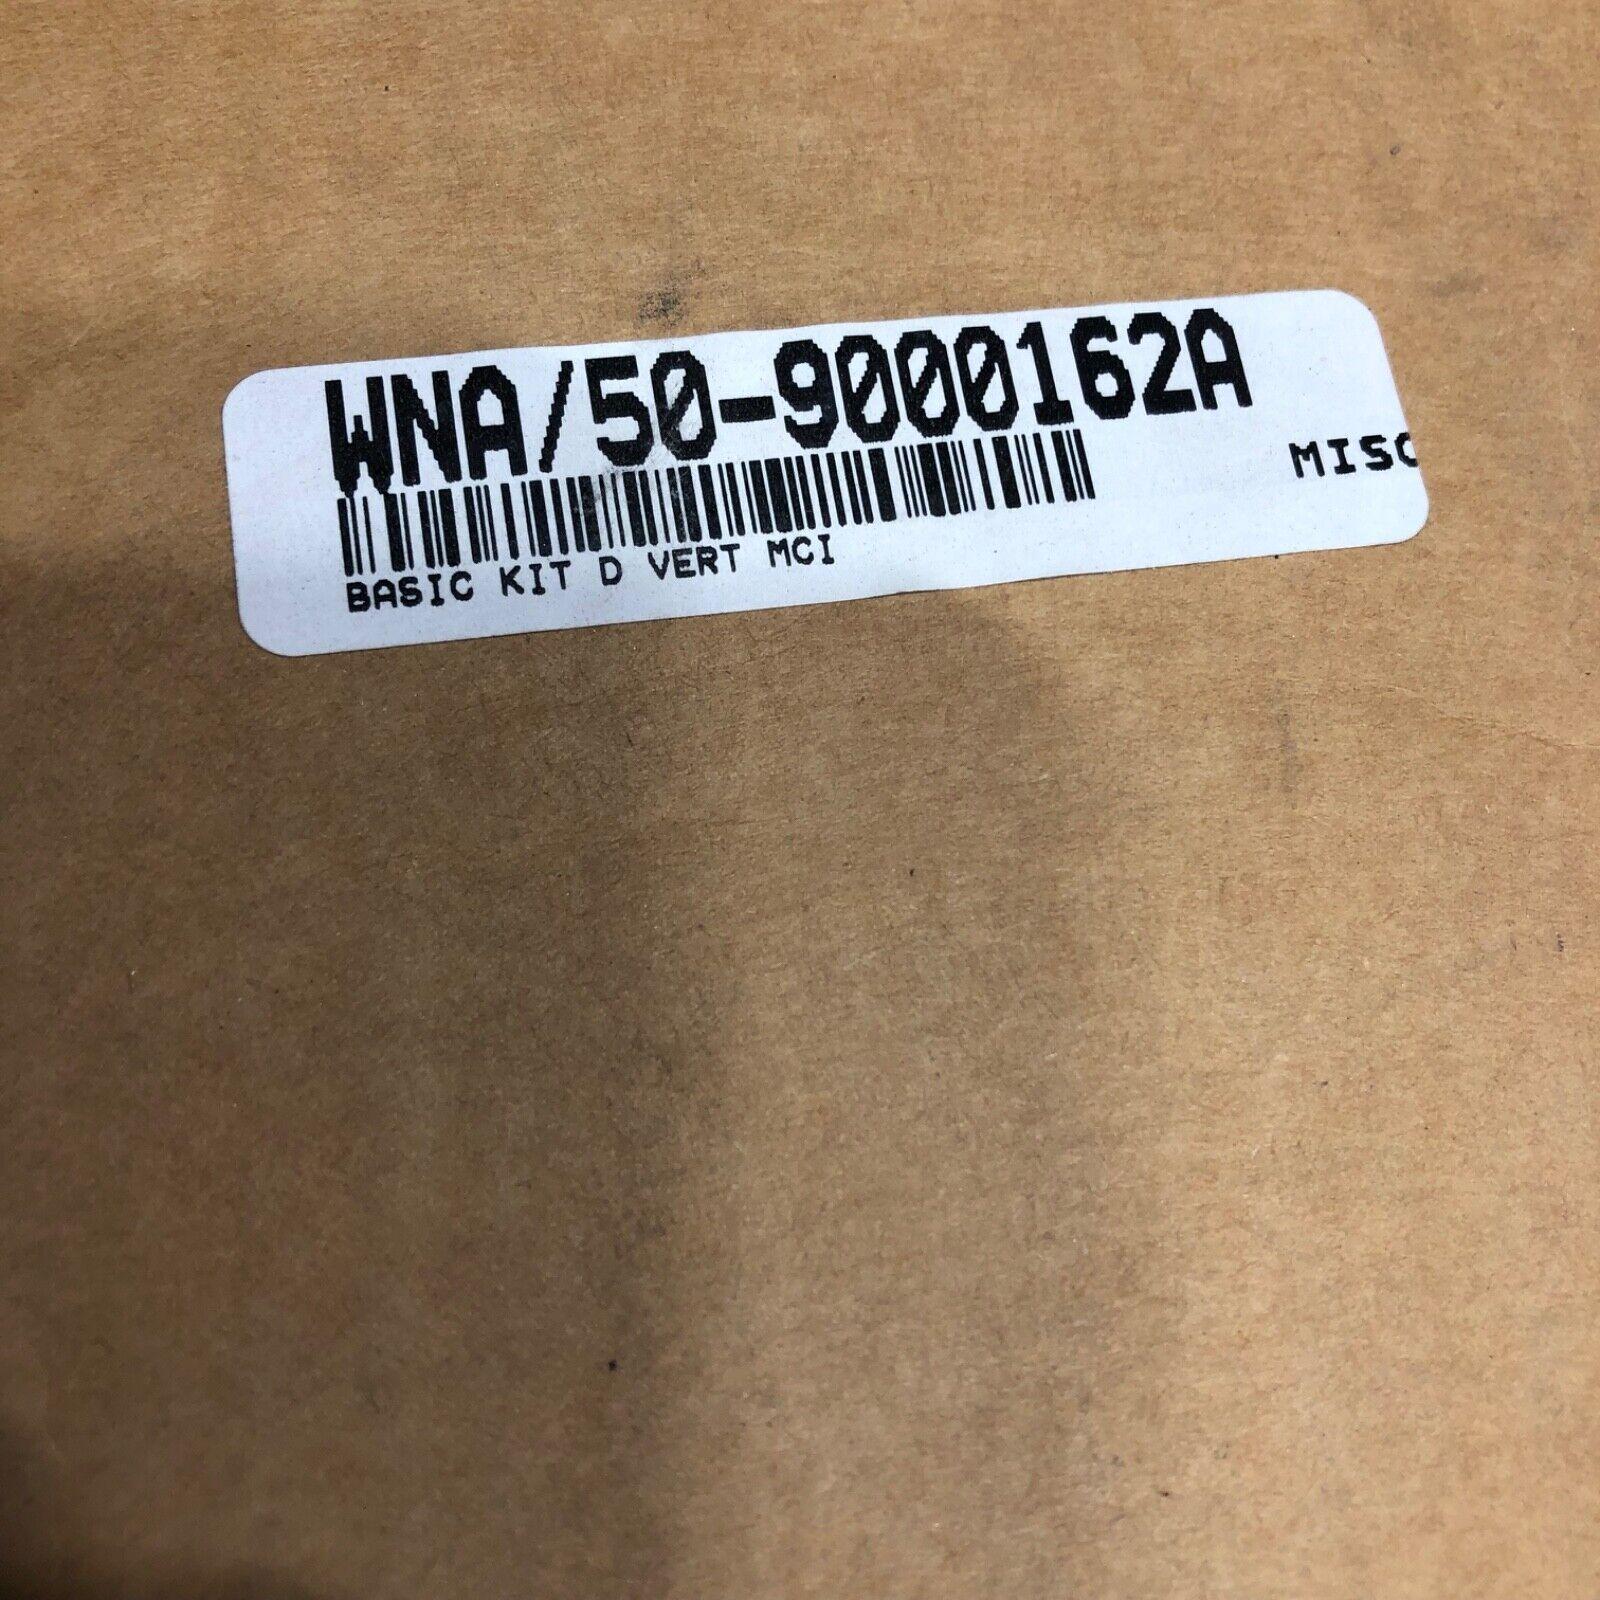 WNA/50-9000162A
MISC
BASIC KIT D VERT MCI